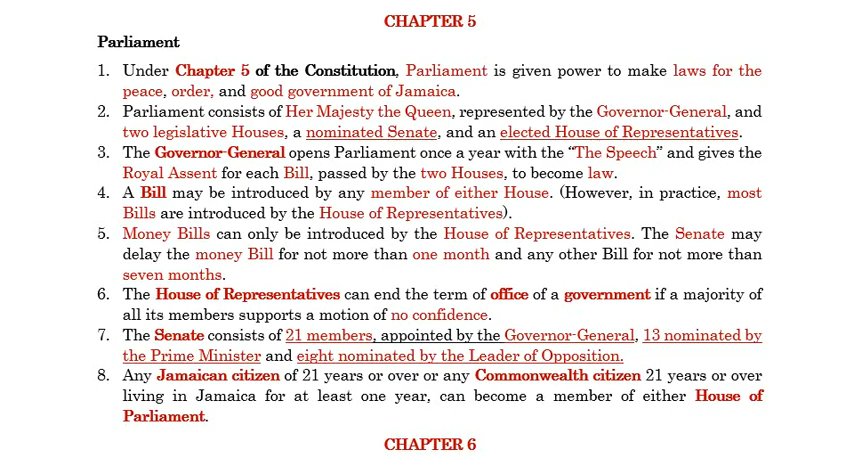 CHAPTER 5
Parliament
1. Under Chapter 5 of the Constitution, Parliament is given power to make laws for the
peace, order, and good government of Jamaica.
2. Parliament consists of Her Majesty the Queen, represented by the Governor-General, and
two legislative Houses, a nominated Senate, and an elected House of Representatives.
3. The Governor-General opens Parliament once a year with the “The Speech” and gives the
Royal Assent for each Bill, passed by the two Houses, to become law.
4. A Bill may be introduced by any member of either House. (However, in practice, most
Bills are introduced by the House of Representatives).
5. Money Bills can only be introduced by the House of Representatives. The Senate may
delay the money Bill for not more than one month and any other Bill for not more than
seven months.
6. The House of Representatives can end the term of office of a government if a majority of
all its members supports a motion of no confidence.
7. The Senate consists of 21 members, appointed by the Governor-General, 13 nominated by
the Prime Minister and eight nominated by the Leader of Opposition.
8. Any Jamaican citizen of 21 years or over or any Commonwealth citizen 21 years or over
living in Jamaica for at least one year, can become a member of either House of
Parliament.
CHAPTER 6